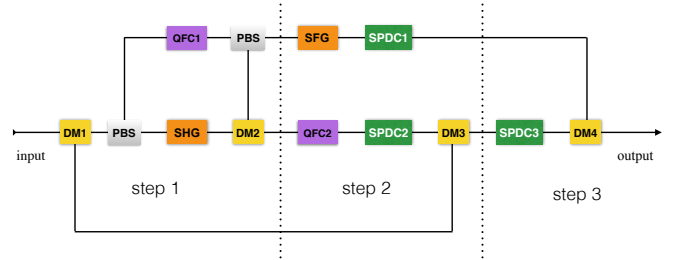 QFC1 PBS SFG SPDC1
DM1 PBS SHG DM2 QFC2 SPDC2 DM3 SPDC3 DM4
input output
step 1 step 2 step 3